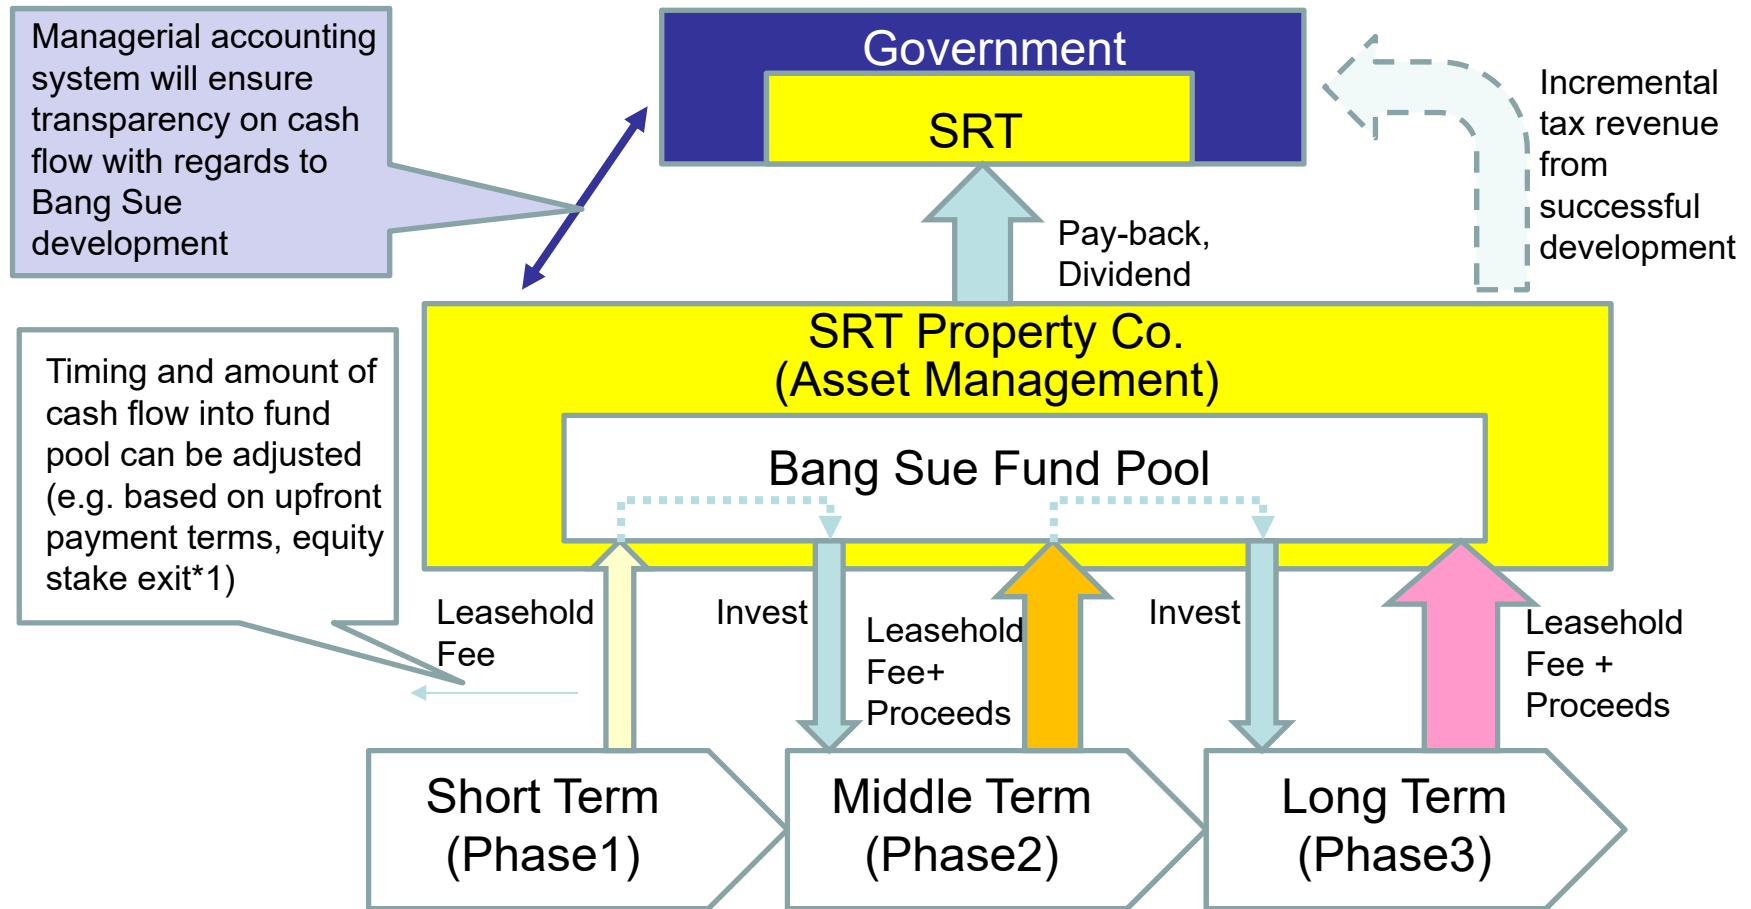 Managerial accounting
system will ensure
transparency on cash
flow with regards to
Bang Sue
development
Government
SRT
Incremental
tax revenue
from
successful
development
Pay-back,
Dividend
SRT Property Co.
(Asset Management)
Timing and amount of
cash flow into fund
pool can be adjusted
(e.g. based on upfront
payment terms, equity
stake exit*1)
Bang Sue Fund Pool
Leasehold
Fee
Invest
Leasehold
Fee+
Proceeds
Invest
Leasehold
Fee +
Proceeds
Short Term
(Phase1)
Middle Term
(Phase2)
Long Term
(Phase3)